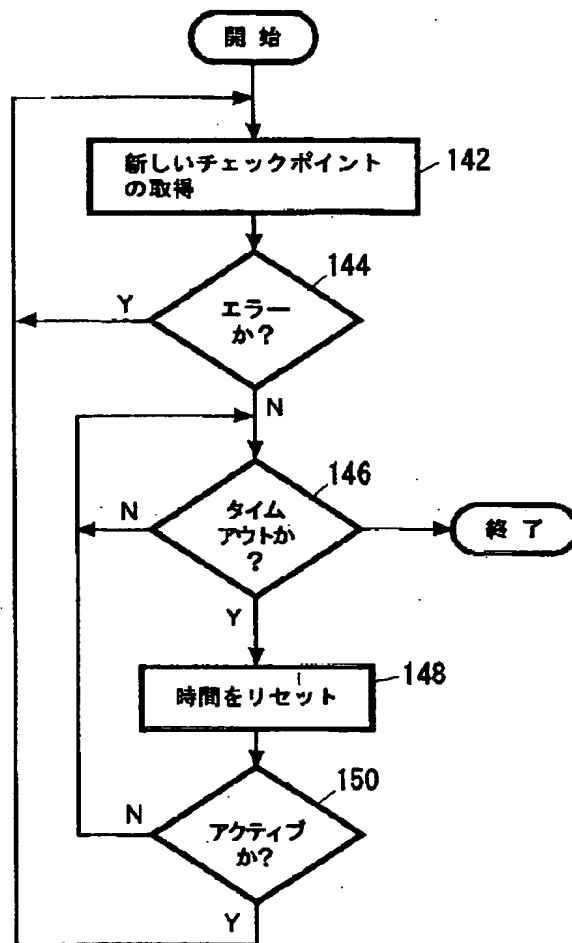 開始
新しいチェックポイント
の取得
142
144
エラー
か?
Y
N
146
タイム
アウトか
?
N
終了
Y
時間をリセット
148
150
アクティブ
か?
N
Y